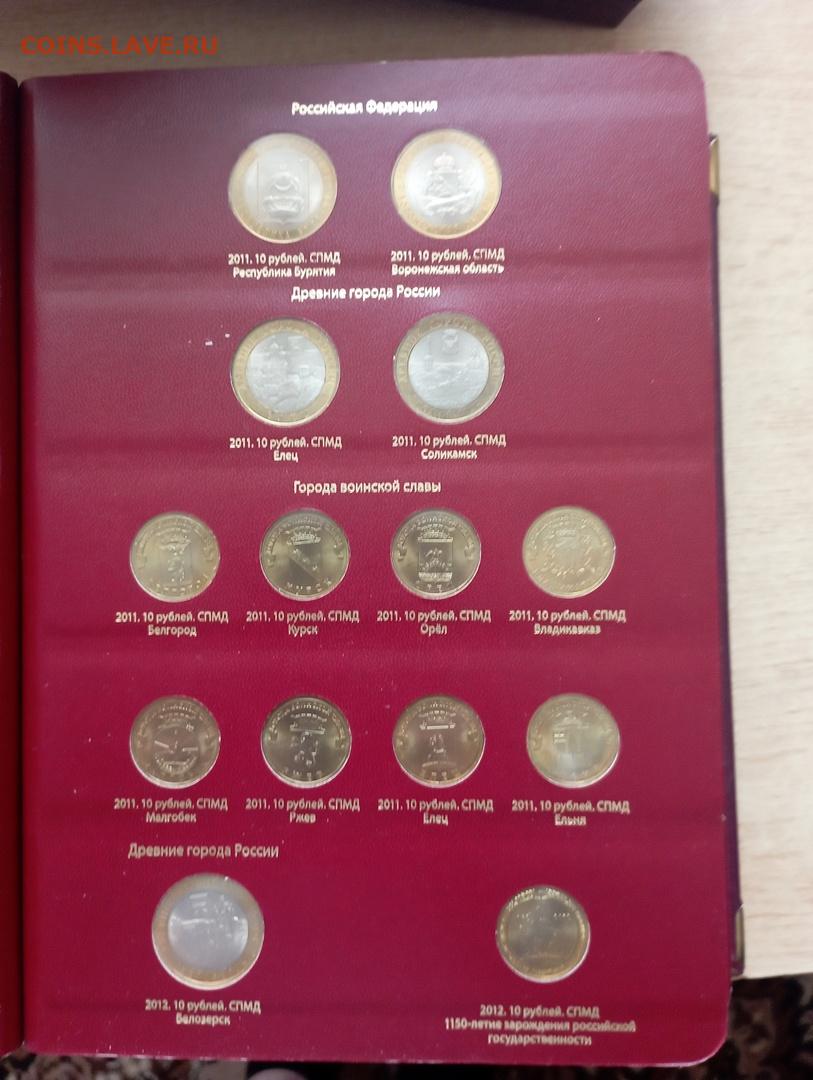 COINS.LAVE.RU
Российская Федерация
2011. 10 рублей. СПМД
Республика Бурятия
2011. 10 рублей. СПМД
Воронежская область
Древние города России
2011. 10 рублей. СПМД
Елец
2011. 10 рублей. СПМД
Соликамск
Города воинской славы
2011. 10 рублей. СПМД
Белгород
2011. 10 рублей. СПМД
Курск
2011. 10 рублей. СПМД
Орёл
2011. 10 рублей. СПМД
Владикавказ
2011. 10 рублей. СПМД
Малгобек
2011. 10 рублей. СПМД
Ржев
2011. 10 рублей. СПМД
Елец
2011. 10 рублей. СПМД
Ельня
Древние города России
2012. 10 рублей. СПМД
Белозерск
2012. 10 рублей. СПМД
1150-летие зарождения российской
государственности